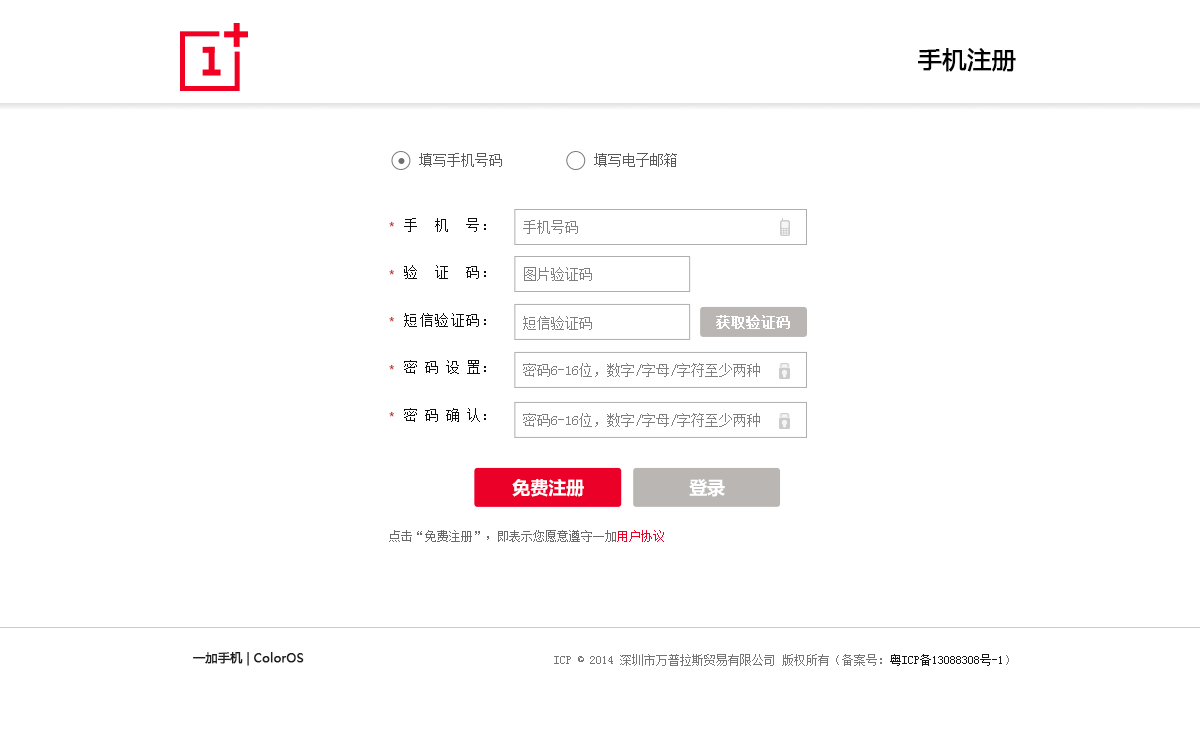 1+
手机注册
填写手机号码 填写电子邮箱
* 手 机 号： 手机号码
* 验 证 码： 图片验证码
* 短信验证码： 短信验证码 获取验证码
* 密 码 设 置： 密码6-16位，数字/字母/字符至少两种
* 密 码 确 认： 密码6-16位，数字/字母/字符至少两种
免费注册 登录
点击“免费注册”，即表示您愿意遵守一加用户协议
一加手机 | ColorOS ICP © 2014 深圳市万普拉斯贸易有限公司 版权所有（备案号：粤ICP备13088308号-1）